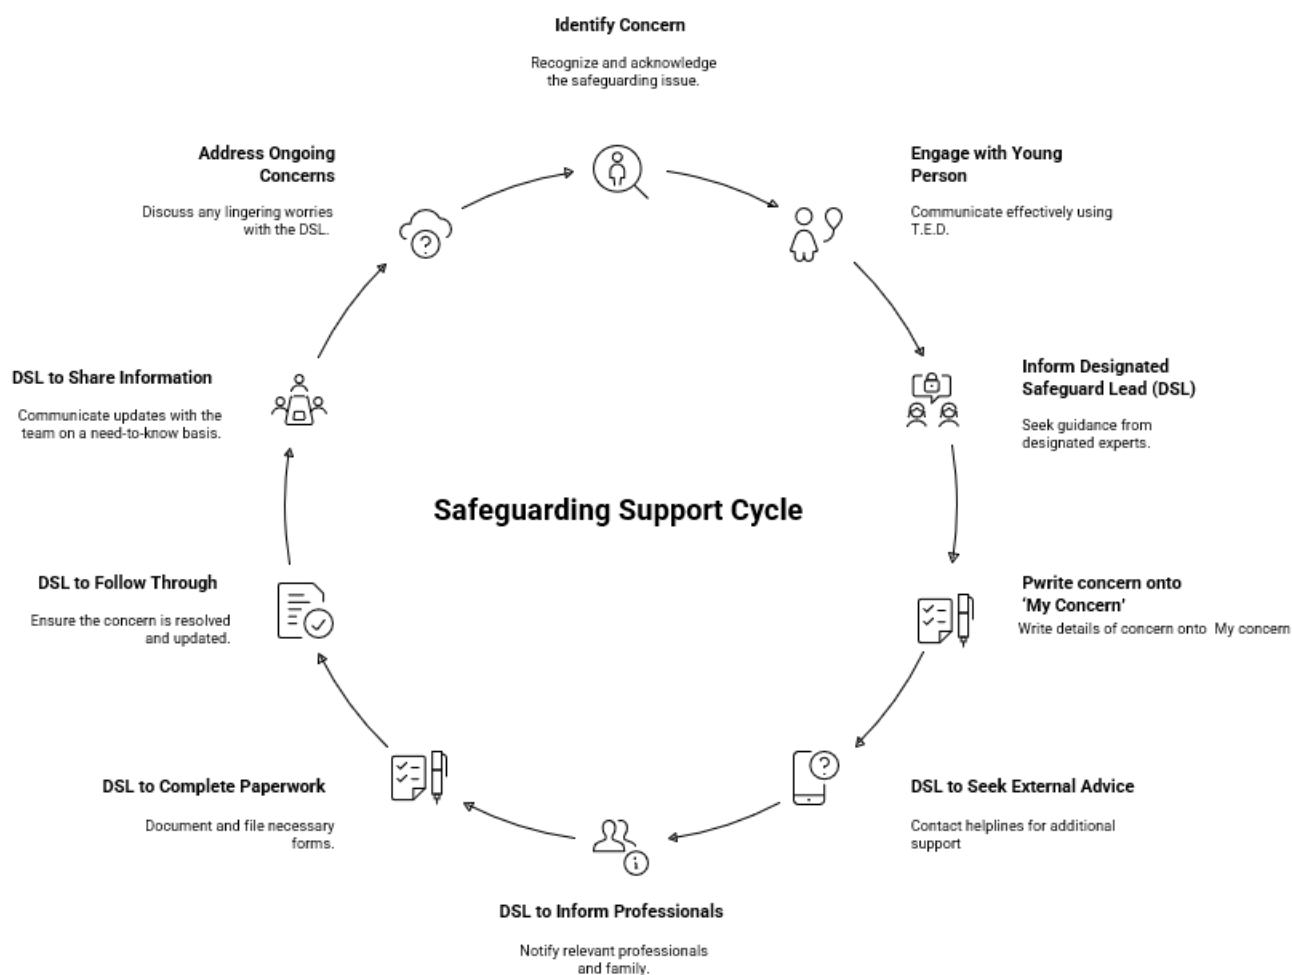 Identify Concern
Recognize and acknowledge
the safeguarding issue.
Engage with Young
Person
Communicate effectively using
T.E.D.
Inform Designated
Safeguard Lead (DSL)
Seek guidance from
designated experts.
Pwrite concern onto
‘My Concern’
Write details of concern onto My concern
DSL to Seek External Advice
Contact helplines for additional
support
DSL to Inform Professionals
Notify relevant professionals
and family.
DSL to Complete Paperwork
Document and file necessary
forms.
DSL to Follow Through
Ensure the concern is resolved
and updated.
DSL to Share Information
Communicate updates with the
team on a need-to-know basis.
Address Ongoing
Concerns
Discuss any lingering worries
with the DSL.
Safeguarding Support Cycle